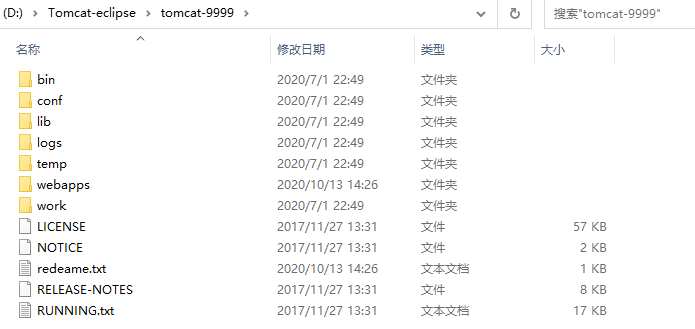 (D:) › Tomcat-eclipse › tomcat-9999 › 搜索"tomcat-9999"
名称 修改日期 类型 大小
bin 2020/7/1 22:49 文件夹
conf 2020/7/1 22:49 文件夹
lib 2020/7/1 22:49 文件夹
logs 2020/7/1 22:49 文件夹
temp 2020/7/1 22:49 文件夹
webapps 2020/10/13 14:26 文件夹
work 2020/7/1 22:49 文件夹
LICENSE 2017/11/27 13:31 文件 57 KB
NOTICE 2017/11/27 13:31 文件 2 KB
redeame.txt 2020/10/13 14:26 文本文档 1 KB
RELEASE-NOTES 2017/11/27 13:31 文件 8 KB
RUNNING.txt 2017/11/27 13:31 文本文档 17 KB